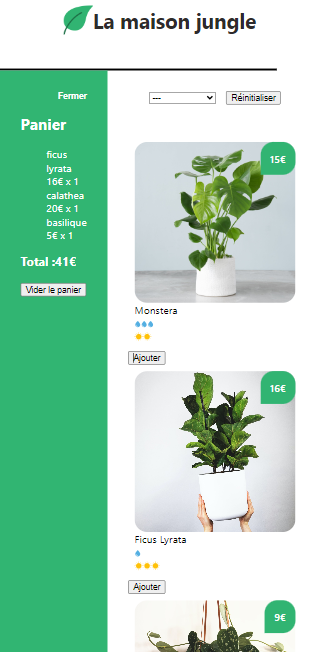 La maison jungle
Fermer
Panier
ficus
lyrata
16€ x 1
calathea
20€ x 1
basilique
5€ x 1
Total :41€
Vider le panier
---
Réinitialiser
15€
Monstera
Ajouter
16€
Ficus Lyrata
Ajouter
9€